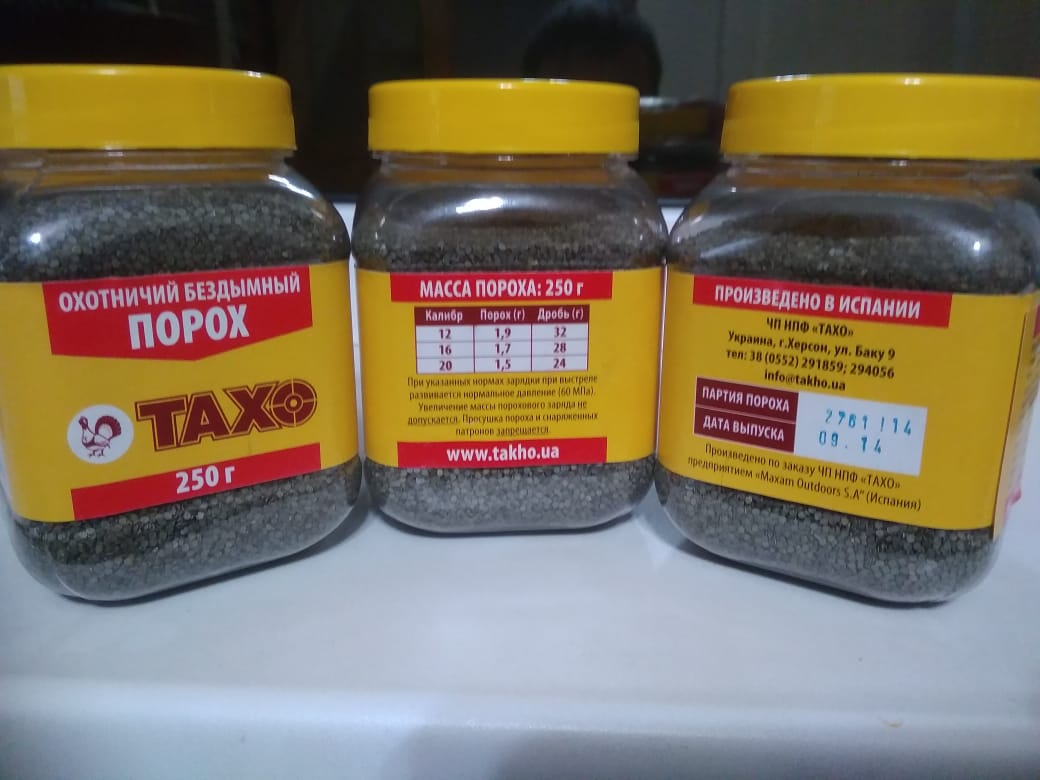 ОХОТНИЧИЙ БЕЗДЫМНЫЙ
ПОРОХ
ТАХО
250 г
МАССА ПОРОХА: 250 г
Калибр Порох (г) Дробь (г)
12 1,9 32
16 1,7 28
20 1,5 24
При указанных нормах зарядки при выстреле
развивается нормальное давление (60 МПа).
Увеличение массы порохового заряда не
допускается. Просушка пороха и снаряженных
патронов запрещается.
www.takho.ua
ПРОИЗВЕДЕНО В ИСПАНИИ
ЧП НПФ «ТАХО»
Украина, г.Херсон, ул. Баку 9
тел: 38 (0552) 291859; 294056
info@takho.ua
ПАРТИЯ ПОРОХА 2761/14
ДАТА ВЫПУСКА 09.14
Произведено по заказу ЧП НПФ «ТАХО»
предприятием «Maxam Outdoors S.A" (Испания)